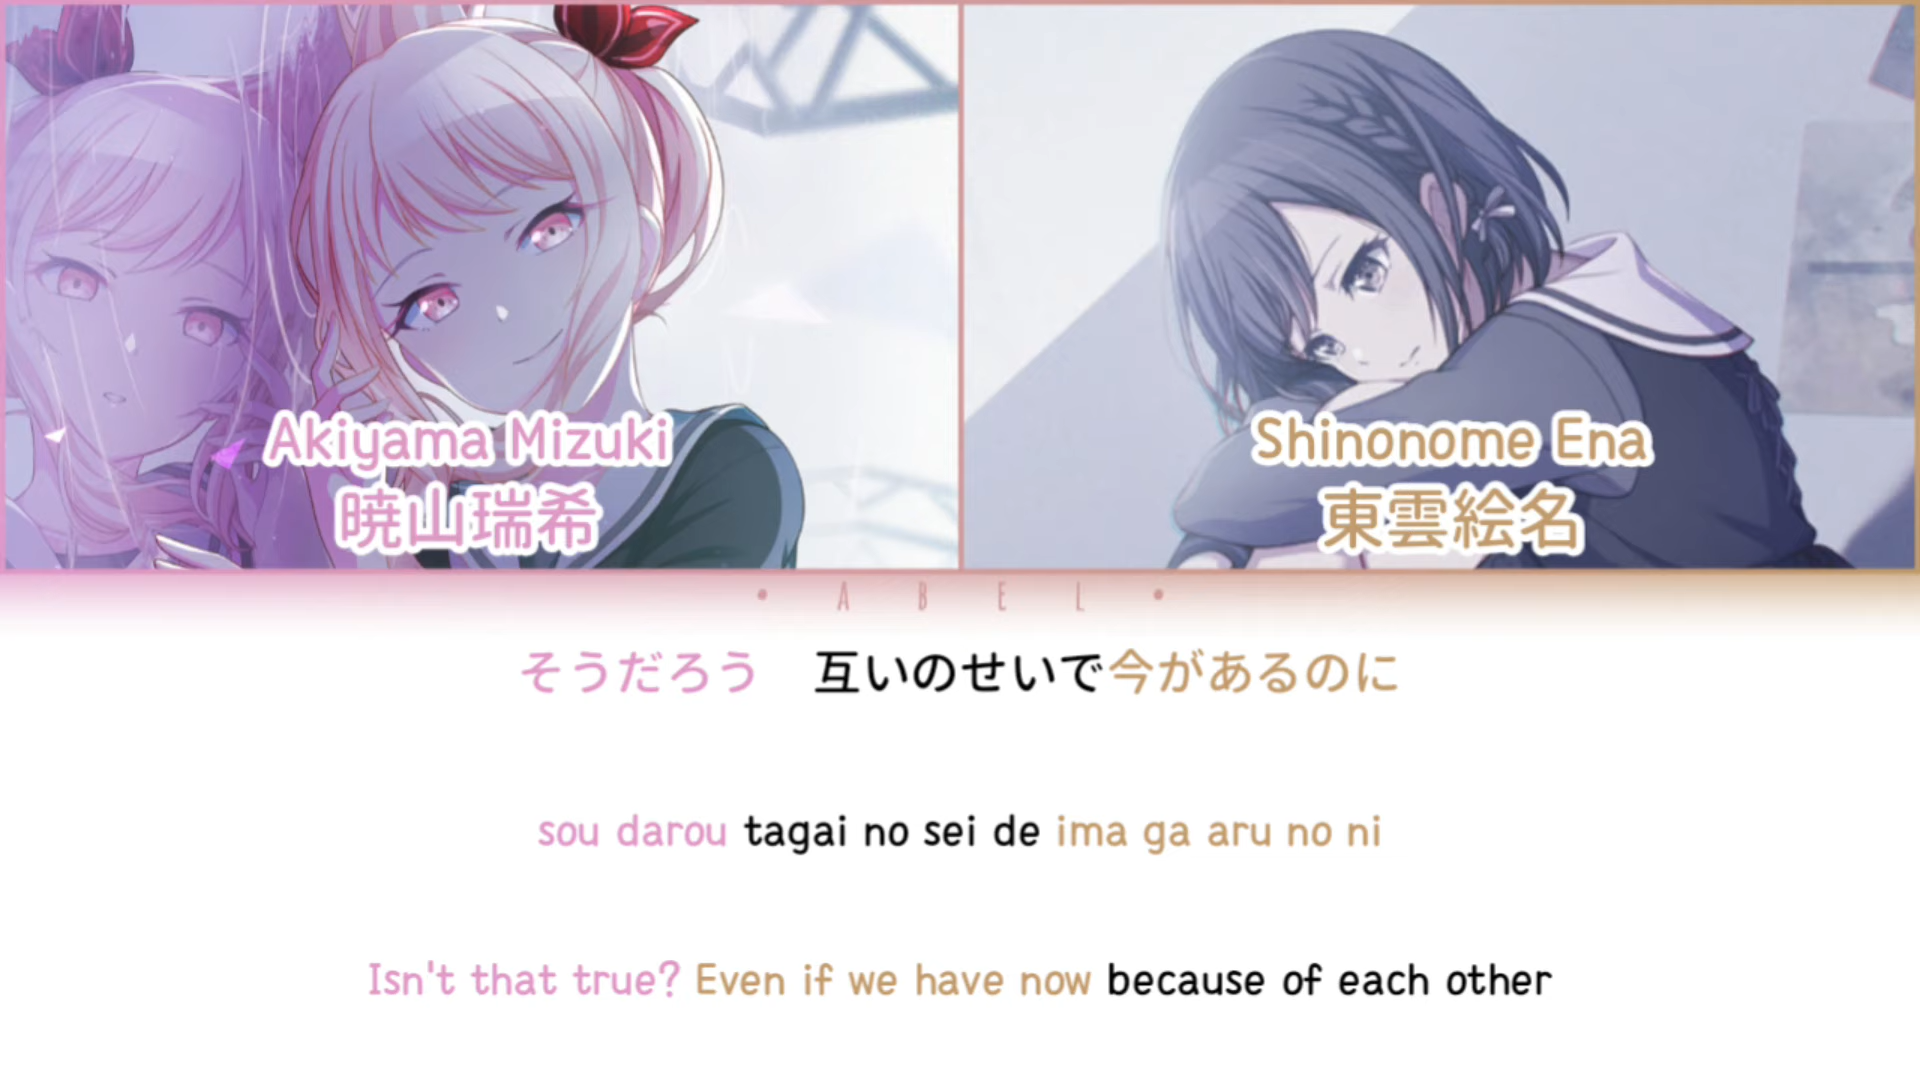 Akiyama Mizuki
暁山瑞希
Shinonome Ena
東雲絵名
• A B E L •
そうだろう　互いのせいで今があるのに
sou darou tagai no sei de ima ga aru no ni
Isn't that true? Even if we have now because of each other